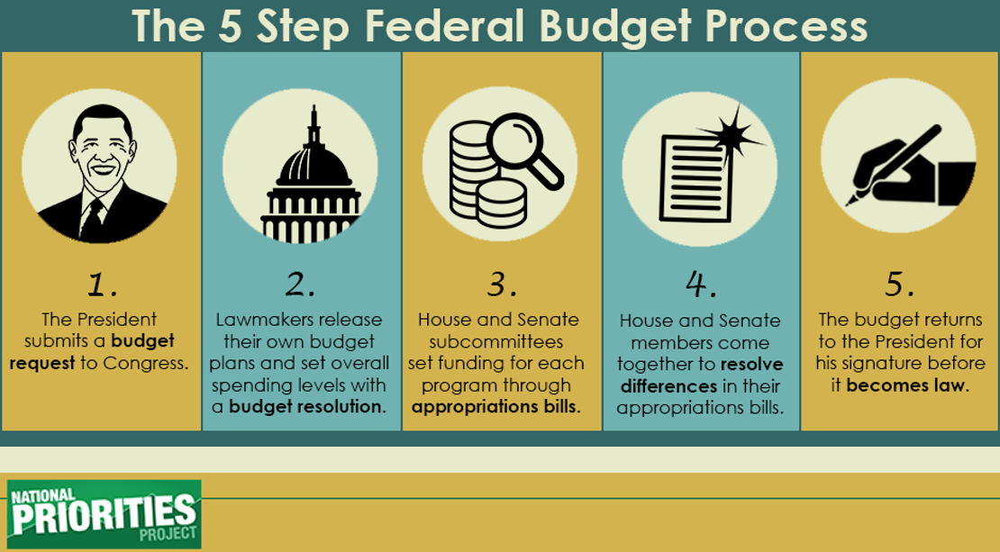 The 5 Step Federal Budget Process
1.
The President
submits a budget
request to Congress.
2.
Lawmakers release
their own budget
plans and set overall
spending levels with
a budget resolution.
3.
House and Senate
subcommittees
set funding for each
program through
appropriations bills.
4.
House and Senate
members come
together to resolve
differences in their
appropriations bills.
5.
The budget returns
to the President for
his signature before
it becomes law.
NATIONAL
PRIORITIES
PROJECT